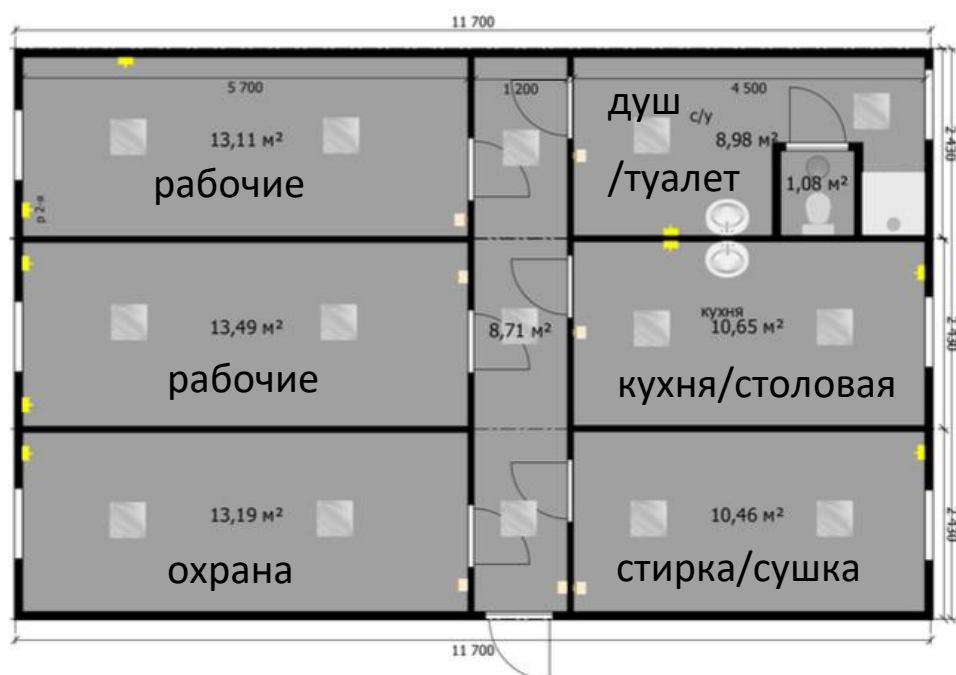 11 700
5 700
1 200
4 500
2 430
душ
с/у
13,11 м²
8,98 м²
/туалет
1,08 м²
рабочие
р 2-я
кухня
13,49 м²
8,71 м²
10,65 м²
2 430
рабочие
кухня/столовая
13,19 м²
10,46 м²
2 430
охрана
стирка/сушка
11 700